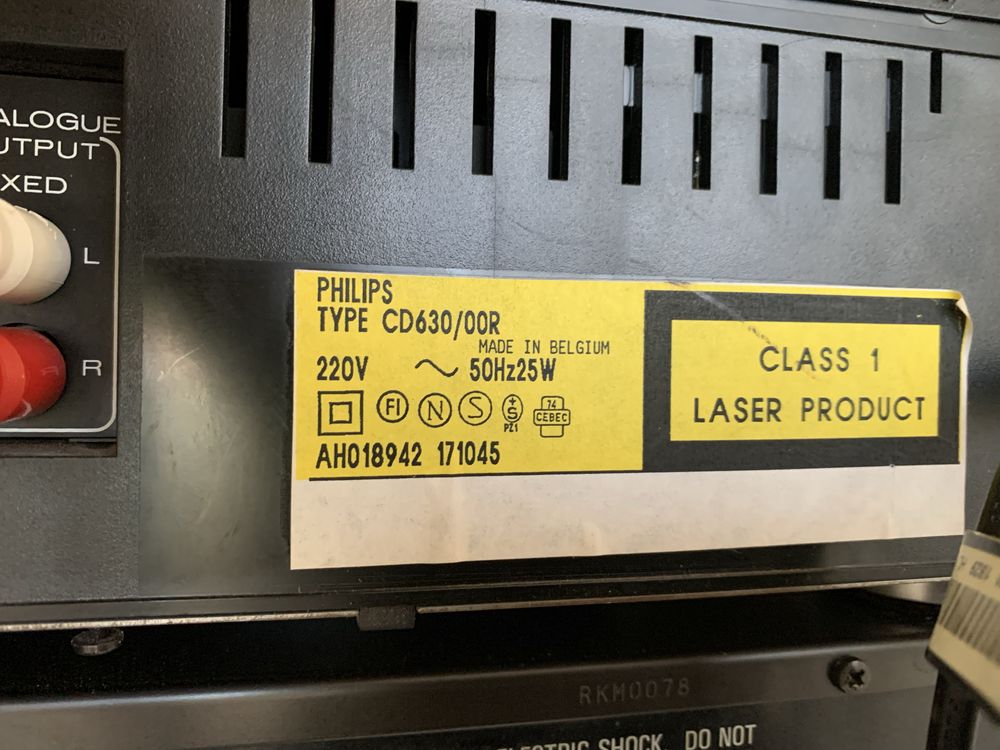 ALOGUE
UTPUT
XED
L
R
PHILIPS
TYPE CD630/00R
MADE IN BELGIUM
220V ~ 50Hz25W
FI N S +S PZ1 74 CEBEC
AH018942 171045
CLASS 1
LASER PRODUCT
RKM0078
ELECTRIC SHOCK, DO NOT